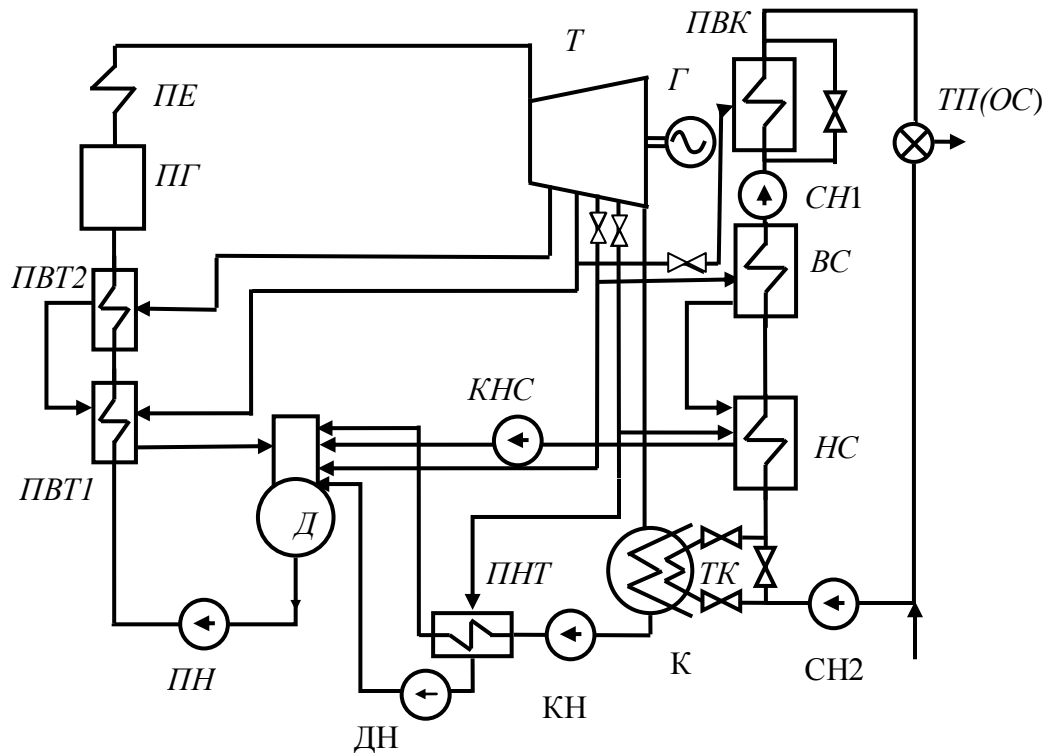 ПВК
Т
Г
ПЕ
ТП(ОС)
ПГ
СН1
ПВТ2
ВС
КНС
НС
ПВТ1
Д
ПНТ
ТК
К
СН2
ПН
КН
ДН